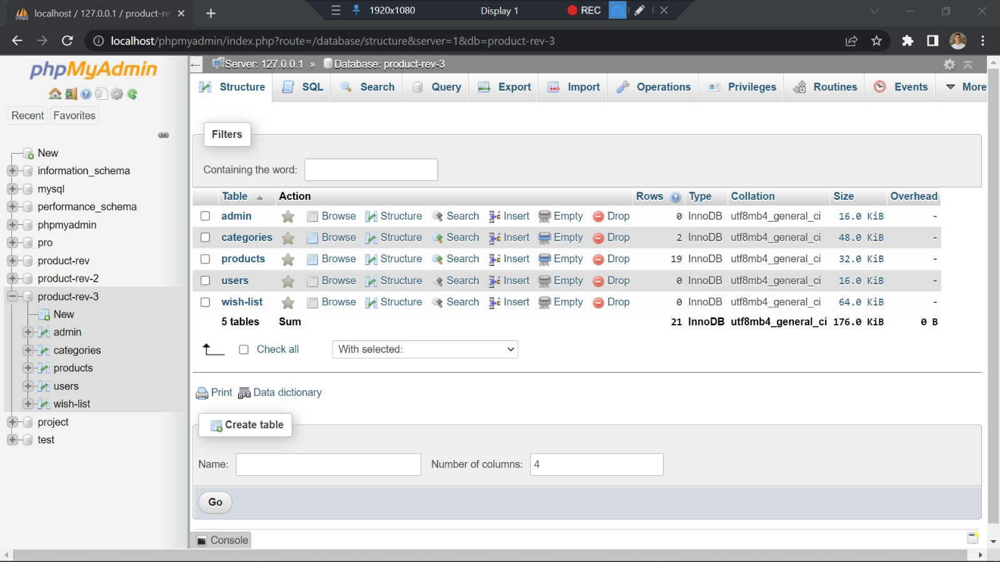 localhost / 127.0.0.1 / product-re
1920x1080
Display 1
REC
localhost/phpmyadmin/index.php?route=/database/structure&server=1&db=product-rev-3
phpMyAdmin
Recent
Favorites
New
information_schema
mysql
performance_schema
phpmyadmin
pro
product-rev
product-rev-2
product-rev-3
New
admin
categories
products
users
wish-list
project
test
Server: 127.0.0.1 » Database: product-rev-3
Structure SQL Search Query Export Import Operations Privileges Routines Events More
Filters
Containing the word:
Table Action Rows Type Collation Size Overhead
admin Browse Structure Search Insert Empty Drop 0 InnoDB utf8mb4_general_ci 16.0 KiB -
categories Browse Structure Search Insert Empty Drop 2 InnoDB utf8mb4_general_ci 48.0 KiB -
products Browse Structure Search Insert Empty Drop 19 InnoDB utf8mb4_general_ci 32.0 KiB -
users Browse Structure Search Insert Empty Drop 0 InnoDB utf8mb4_general_ci 16.0 KiB -
wish-list Browse Structure Search Insert Empty Drop 0 InnoDB utf8mb4_general_ci 64.0 KiB -
5 tables Sum 21 InnoDB utf8mb4_general_ci 176.0 KiB 0 B
Check all With selected:
Print Data dictionary
Create table
Name: Number of columns: 4
Go
Console